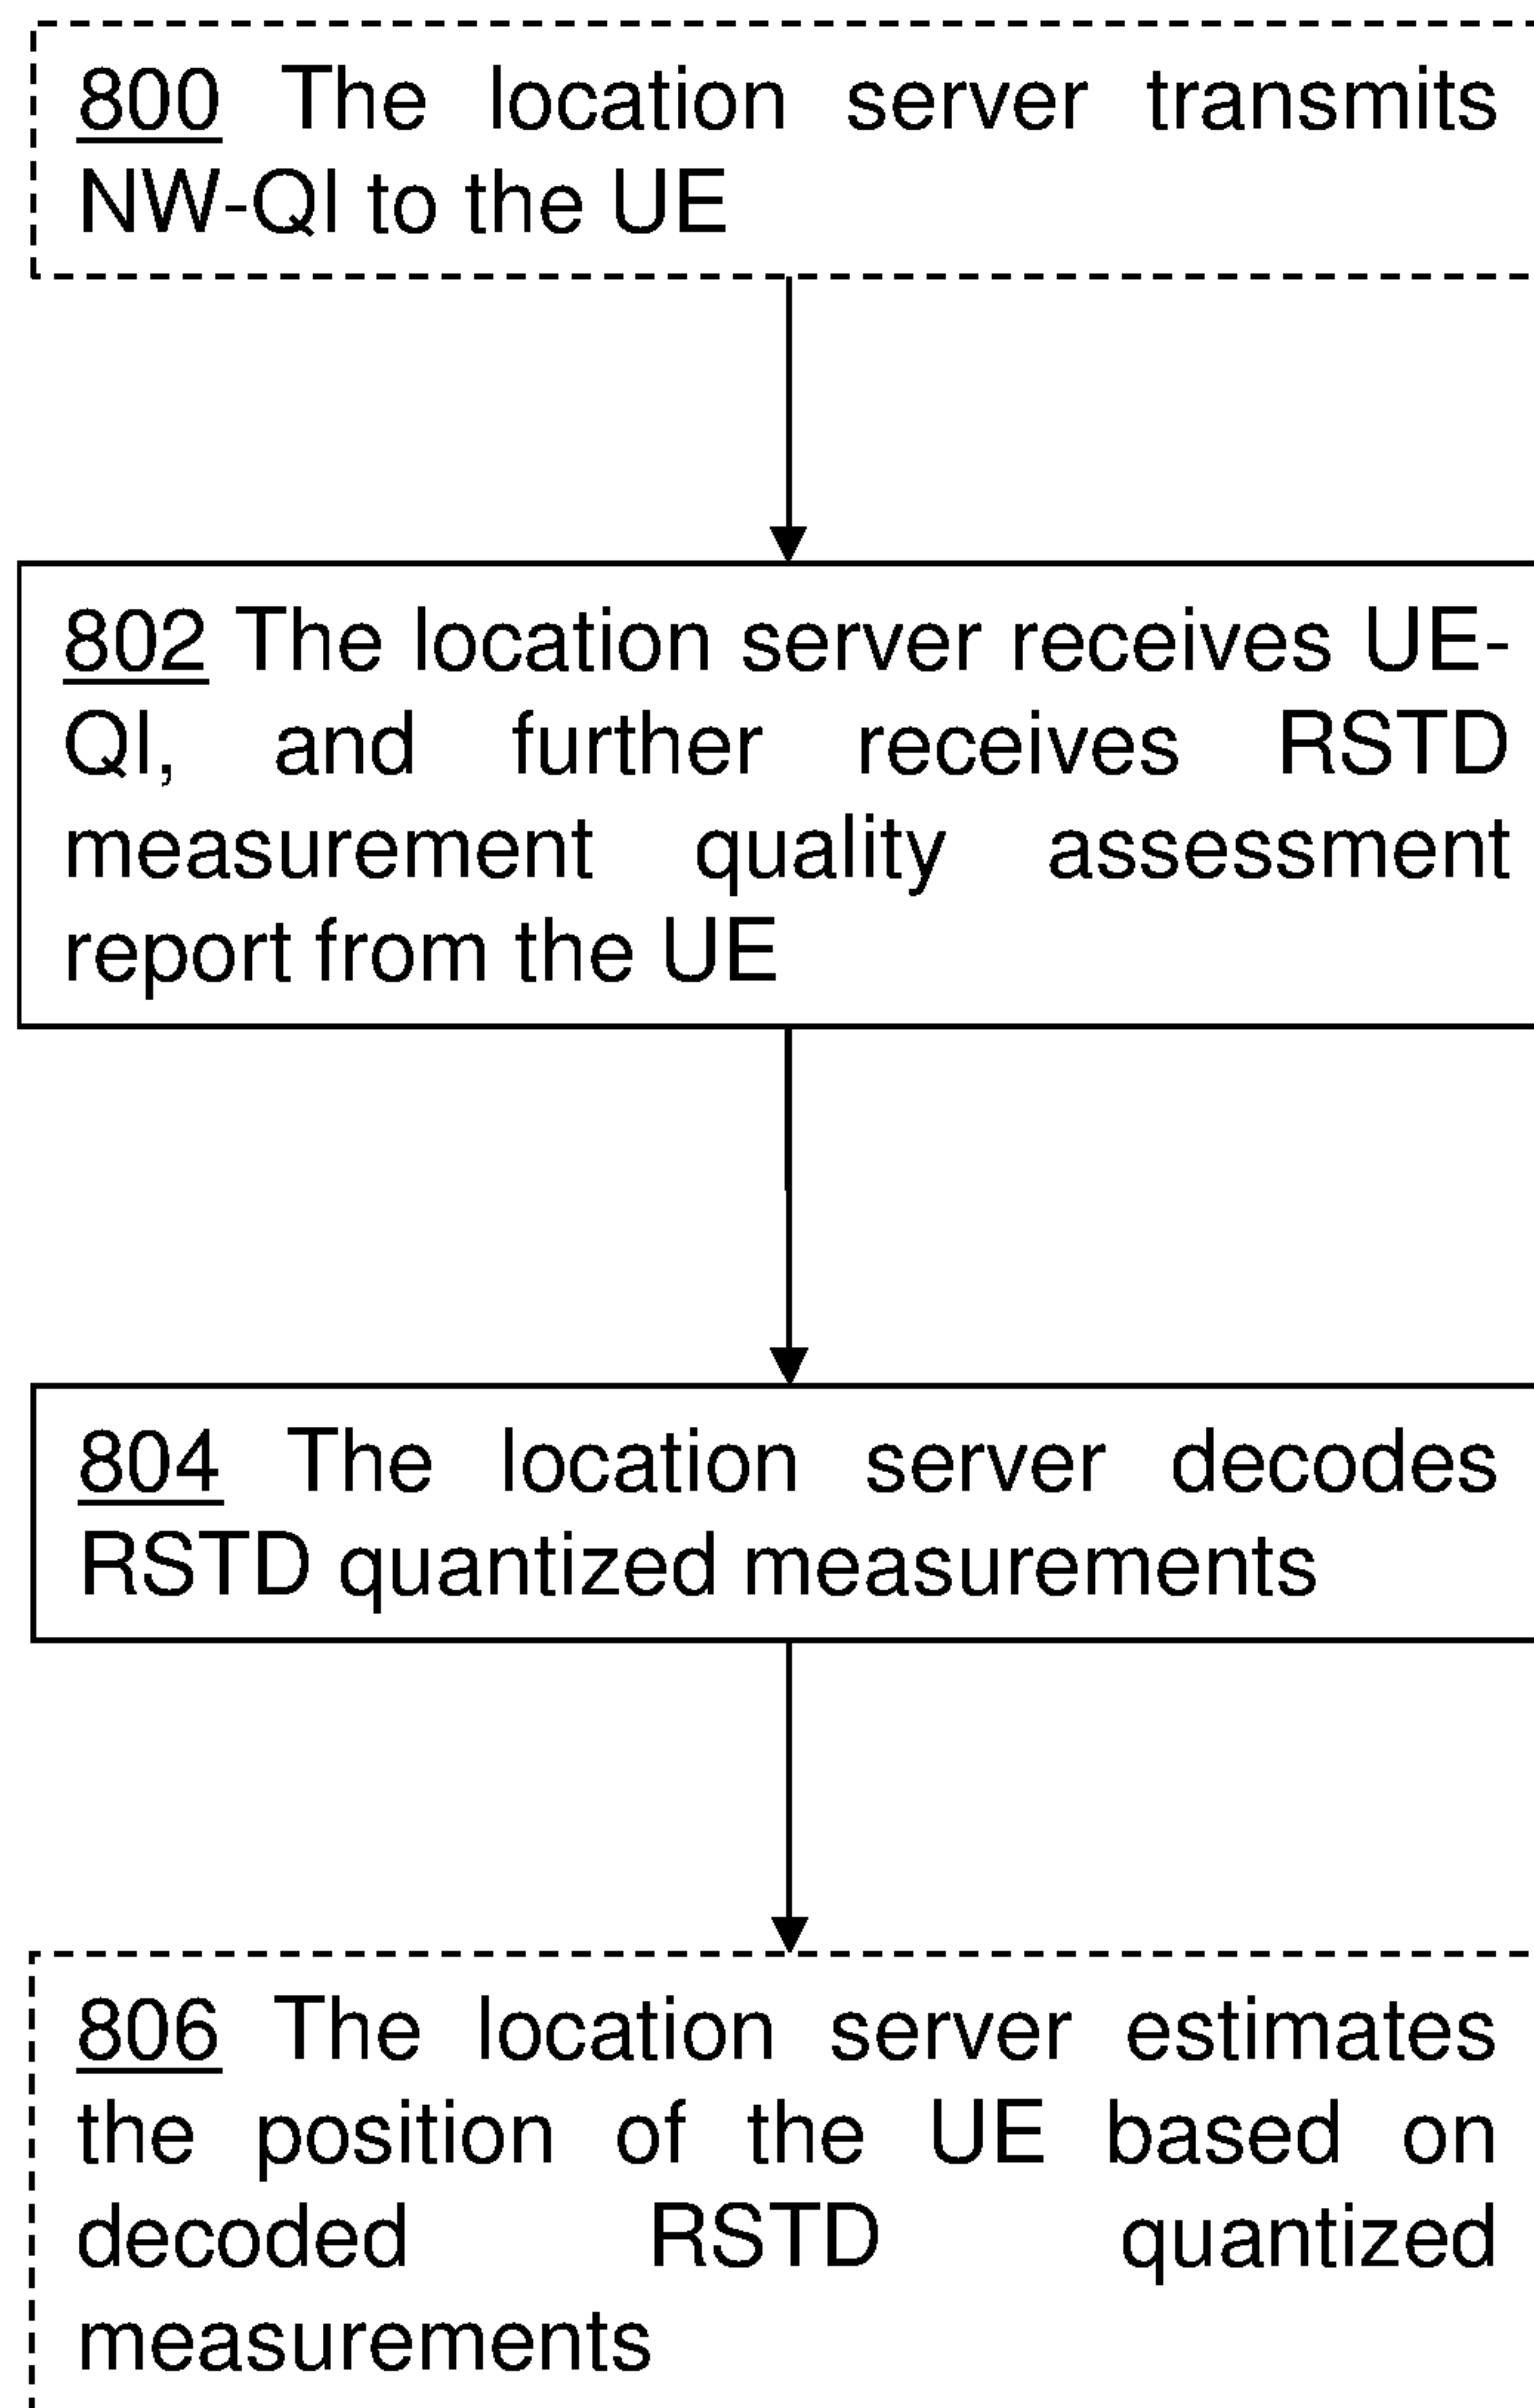 800 The location server transmits
NW-QI to the UE
802 The location server receives UE-
QI, and further receives RSTD
measurement quality assessment
report from the UE
804 The location server decodes
RSTD quantized measurements
806 The location server estimates
the position of the UE based on
decoded RSTD quantized
measurements